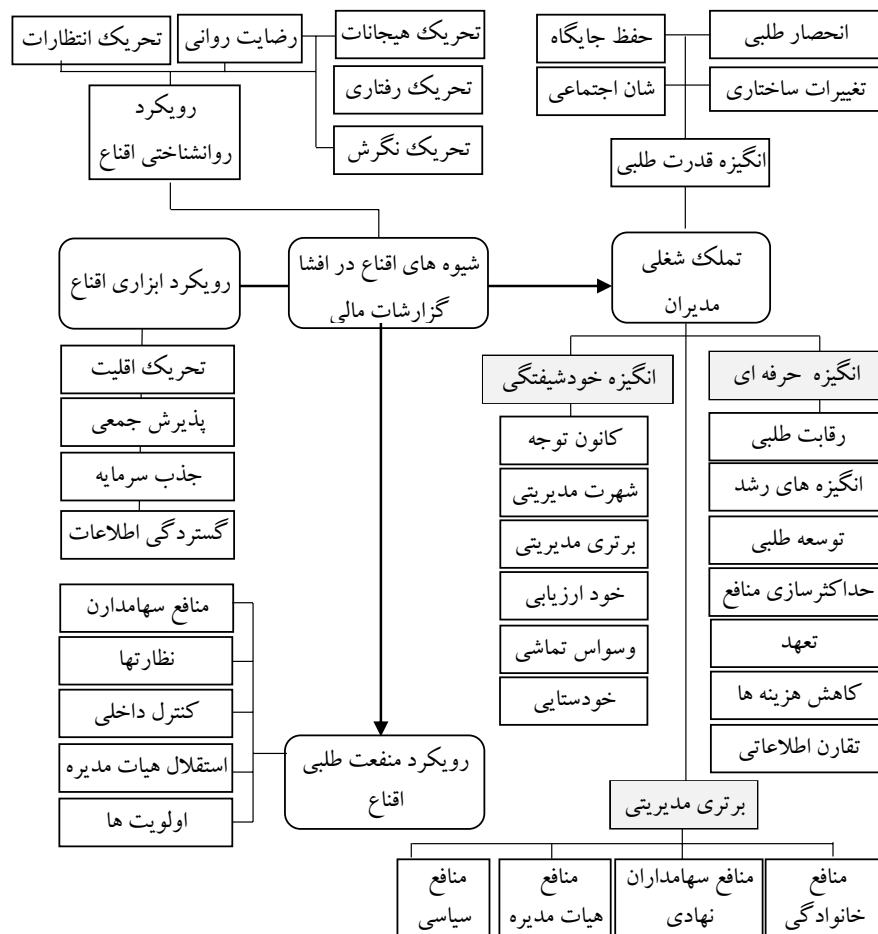 انحصار طلبی
حفظ جایگاه
تغییرات ساختاری
شان اجتماعی
انگیزه قدرت طلبی
تحریک هیجانات
رضایت روانی
تحریک انتظارات
تحریک رفتاری
تحریک نگرش
رویکرد
روانشناختی اقناع
تملک شغلی
مدیران
شیوه های اقناع در افشا
گزارشات مالی
رویکرد ابزاری اقناع
تحریک اقلیت
پذیرش جمعی
جذب سرمایه
گستردگی اطلاعات
انگیزه حرفه ای
رقابت طلبی
انگیزه های رشد
توسعه طلبی
حداکثرسازی منافع
تعهد
کاهش هزینه ها
تقارن اطلاعاتی
انگیزه خودشیفتگی
کانون توجه
شهرت مدیریتی
برتری مدیریتی
خود ارزیابی
وسواس تماشی
خودستایی
منافع سهامدارن
نظارتها
کنترل داخلی
استقلال هیات مدیره
اولویت ها
رویکرد منفعت طلبی
اقناع
برتری مدیریتی
منافع
خانوادگی
منافع سهامداران
نهادی
منافع
هیات مدیره
منافع
سیاسی